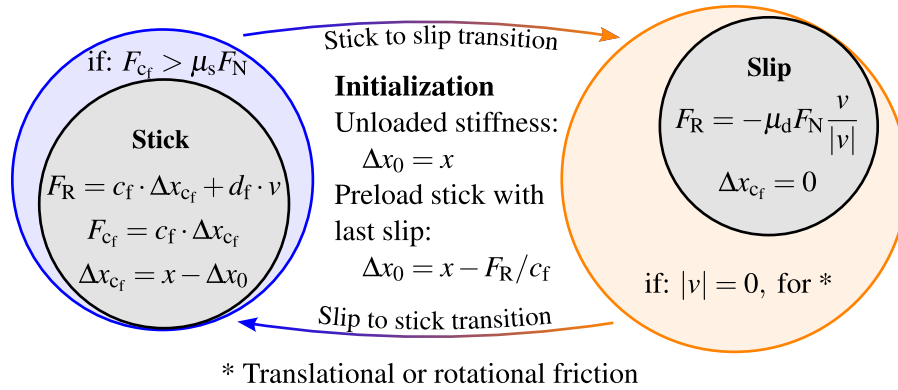 Stick to slip transition
if: F_{c_f} > μ_s F_N
Stick
F_R = c_f · Δx_{c_f} + d_f · v
F_{c_f} = c_f · Δx_{c_f}
Δx_{c_f} = x − Δx_0
Initialization
Unloaded stiffness:
Δx_0 = x
Preload stick with
last slip:
Δx_0 = x − F_R/c_f
Slip
F_R = −μ_d F_N v/|v|
Δx_{c_f} = 0
if: |v| = 0, for *
Slip to stick transition
* Translational or rotational friction